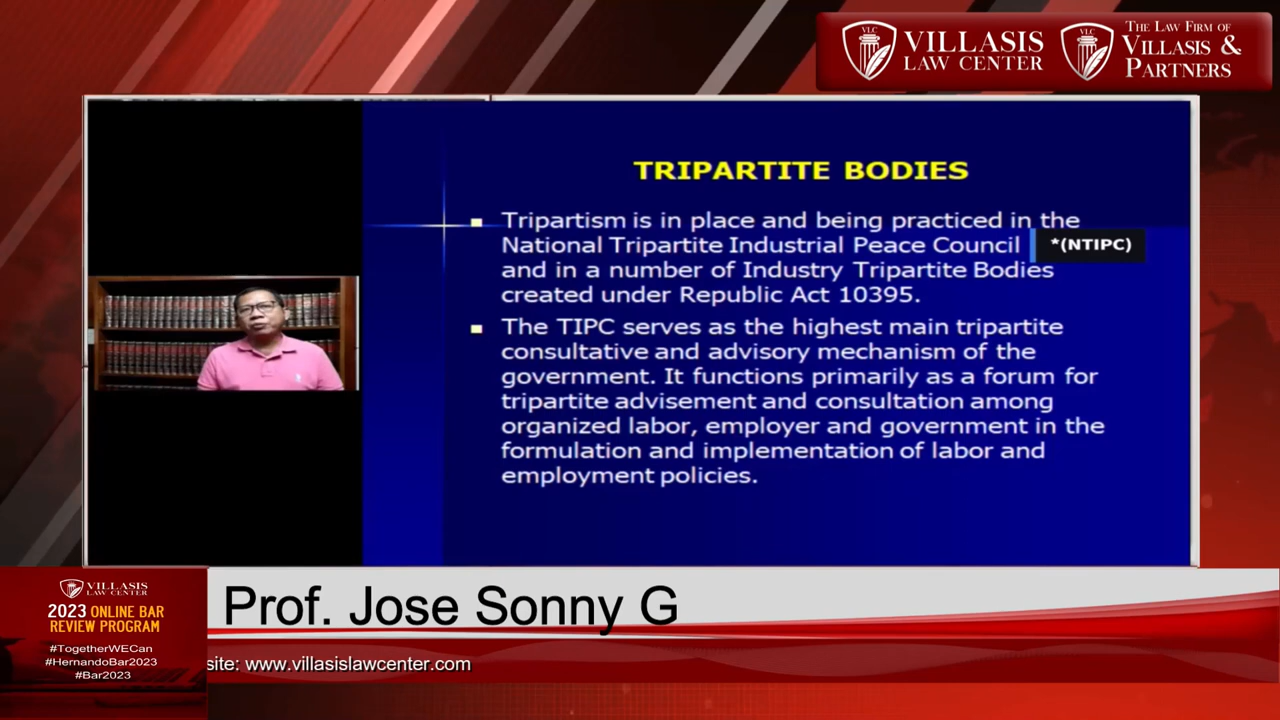 VLC
VILLASIS
LAW CENTER
VLC
THE LAW FIRM OF
VILLASIS &
PARTNERS
TRIPARTITE BODIES
Tripartism is in place and being practiced in the
National Tripartite Industrial Peace Council *(NTIPC)
and in a number of Industry Tripartite Bodies
created under Republic Act 10395.
The TIPC serves as the highest main tripartite
consultative and advisory mechanism of the
government. It functions primarily as a forum for
tripartite advisement and consultation among
organized labor, employer and government in the
formulation and implementation of labor and
employment policies.
VILLASIS
LAW CENTER
2023 ONLINE BAR
REVIEW PROGRAM
#TogetherWECan
#HernandoBar2023
#Bar2023
Prof. Jose Sonny G
site: www.villasislawcenter.com